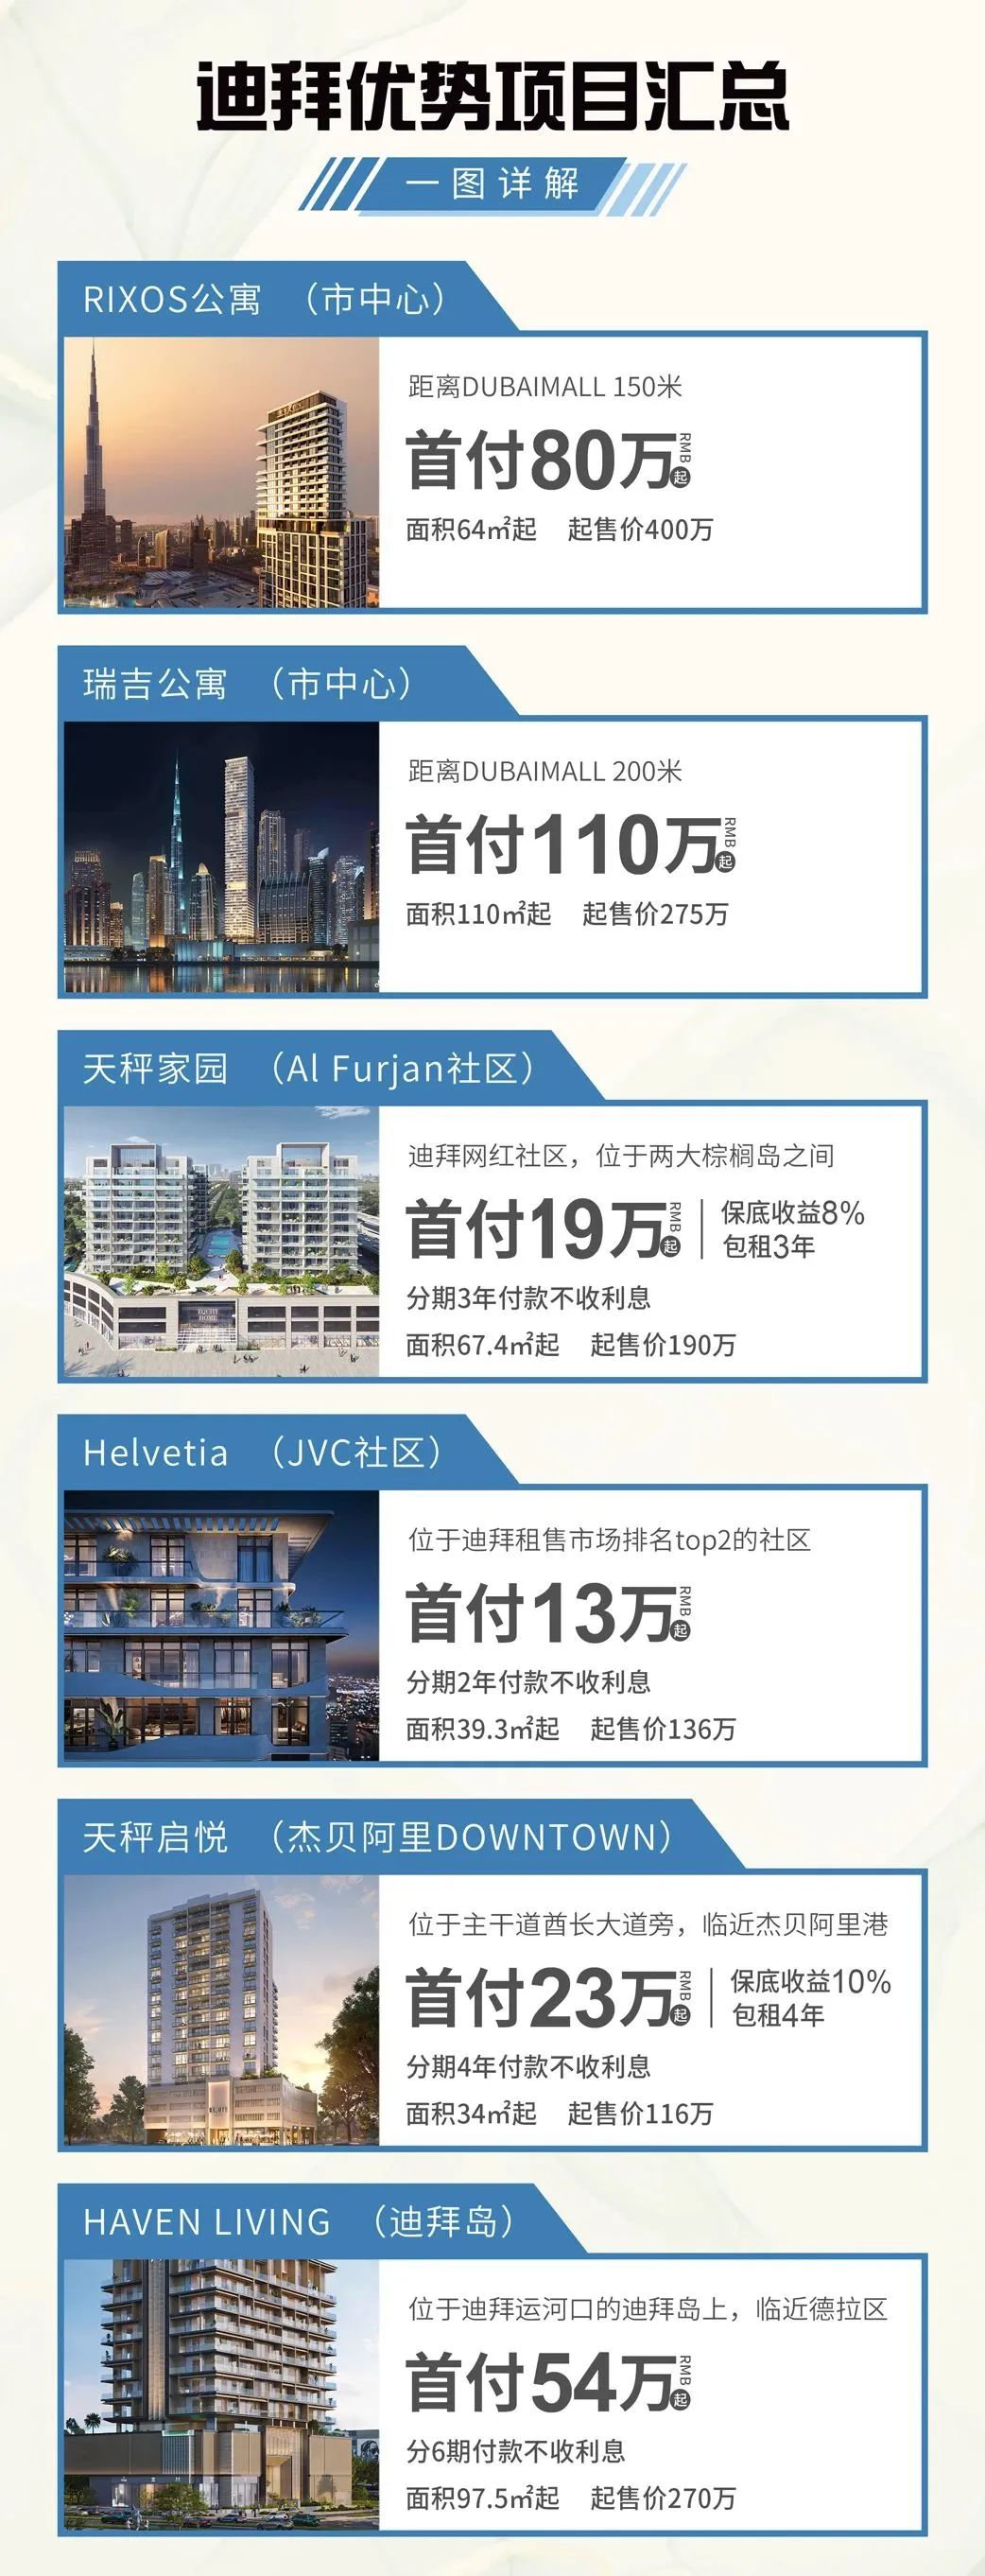 迪拜优势项目汇总
一图详解
RIXOS公寓 （市中心）
距离DUBAIMALL 150米
首付80万RMB起
面积64㎡起 起售价400万
瑞吉公寓 （市中心）
距离DUBAIMALL 200米
首付110万RMB起
面积110㎡起 起售价275万
天秤家园 （Al Furjan社区）
迪拜网红社区，位于两大棕榈岛之间
首付19万RMB起
保底收益8%
包租3年
分期3年付款不收利息
面积67.4㎡起 起售价190万
Helvetia （JVC社区）
位于迪拜租售市场排名top2的社区
首付13万RMB起
分期2年付款不收利息
面积39.3㎡起 起售价136万
天秤启悦 （杰贝阿里DOWNTOWN）
位于主干道酋长大道旁，临近杰贝阿里港
首付23万RMB起
保底收益10%
包租4年
分期4年付款不收利息
面积34㎡起 起售价116万
HAVEN LIVING （迪拜岛）
位于迪拜运河口的迪拜岛上，临近德拉区
首付54万RMB起
分6期付款不收利息
面积97.5㎡起 起售价270万